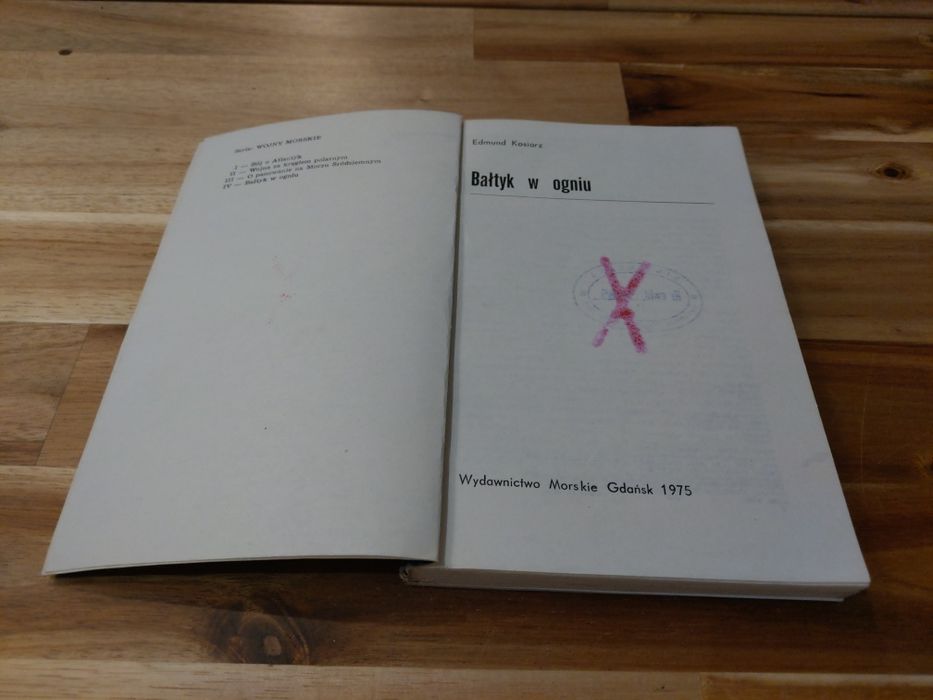 Seria: WOJNY MORSKIE
I — Bój o Atlantyk
II — Wojna za kręgiem polarnym
III — O panowanie na Morzu Śródziemnym
IV — Bałtyk w ogniu
Edmund Kosiarz
Bałtyk w ogniu
Wydawnictwo Morskie Gdańsk 1975